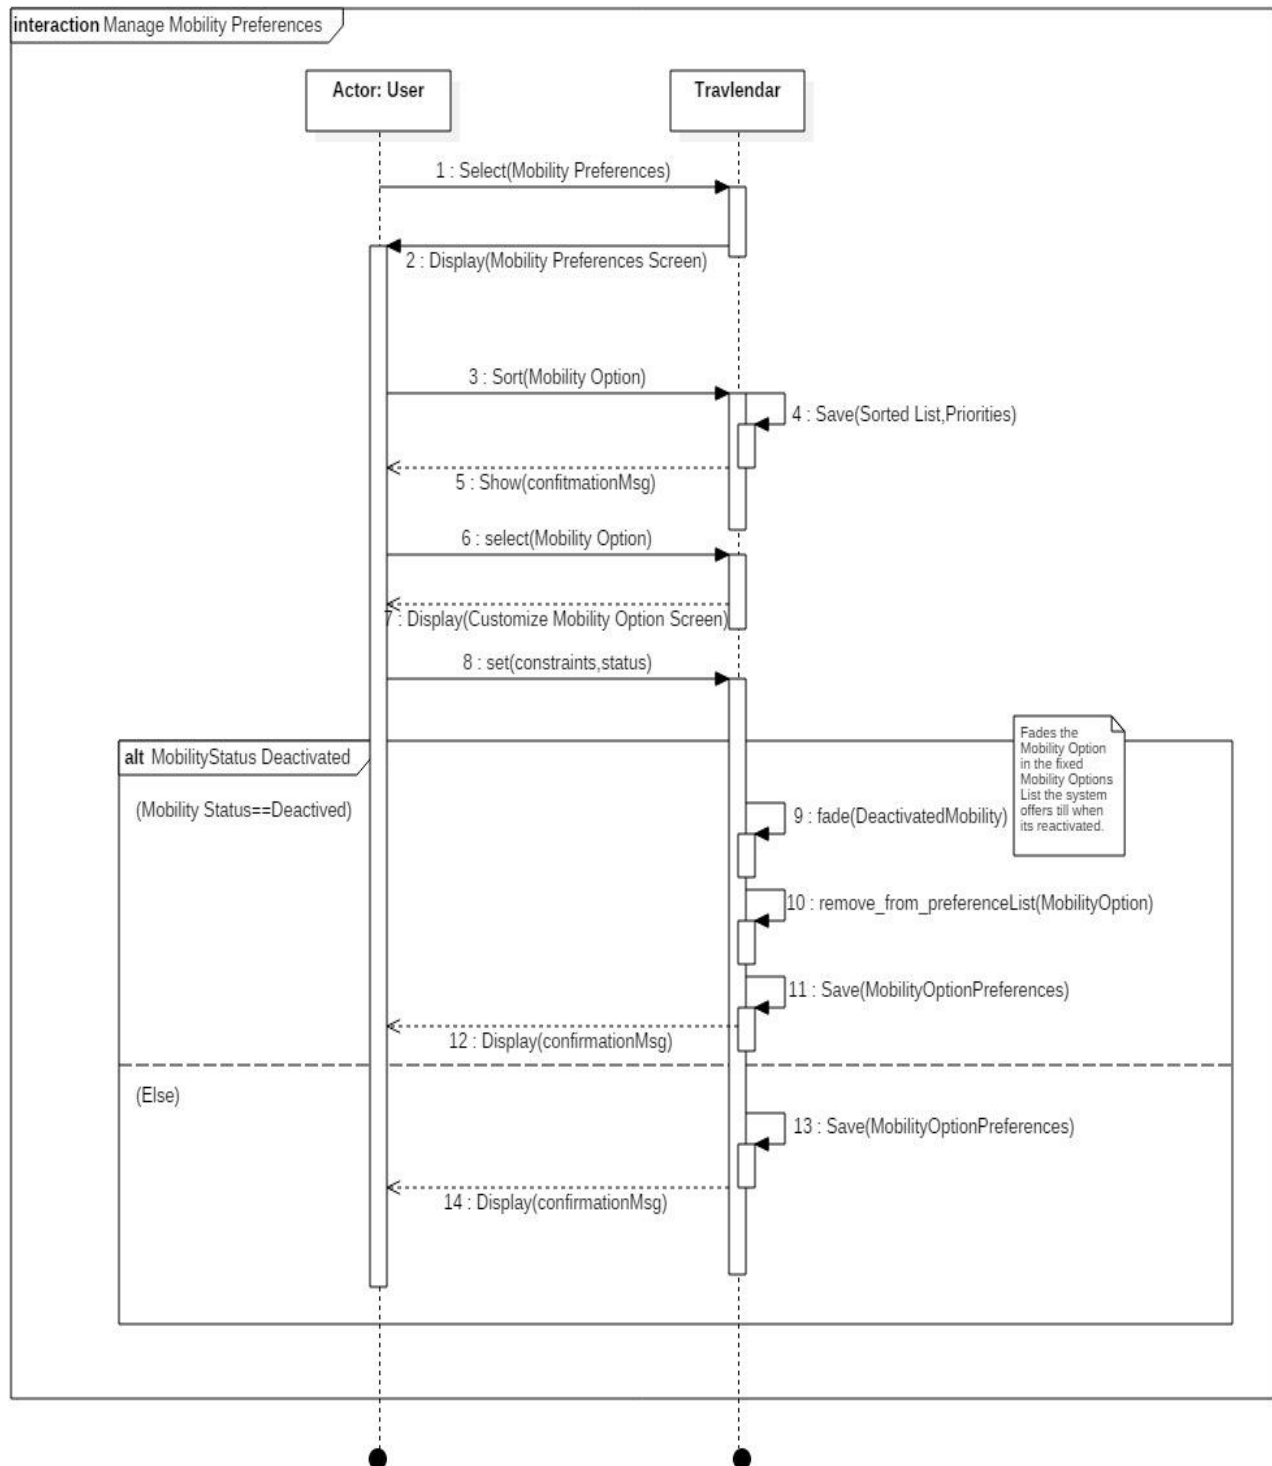 interaction Manage Mobility Preferences
Actor: User
Travlendar
1 : Select(Mobility Preferences)
2 : Display(Mobility Preferences Screen)
3 : Sort(Mobility Option)
4 : Save(Sorted List,Priorities)
5 : Show(confitmationMsg)
6 : select(Mobility Option)
7 : Display(Customize Mobility Option Screen)
8 : set(constraints,status)
alt MobilityStatus Deactivated
Fades the
Mobility Option
in the fixed
Mobility Options
List the system
offers till when
its reactivated.
(Mobility Status==Deactived)
9 : fade(DeactivatedMobility)
10 : remove_from_preferenceList(MobilityOption)
11 : Save(MobilityOptionPreferences)
12 : Display(confirmationMsg)
(Else)
13 : Save(MobilityOptionPreferences)
14 : Display(confirmationMsg)